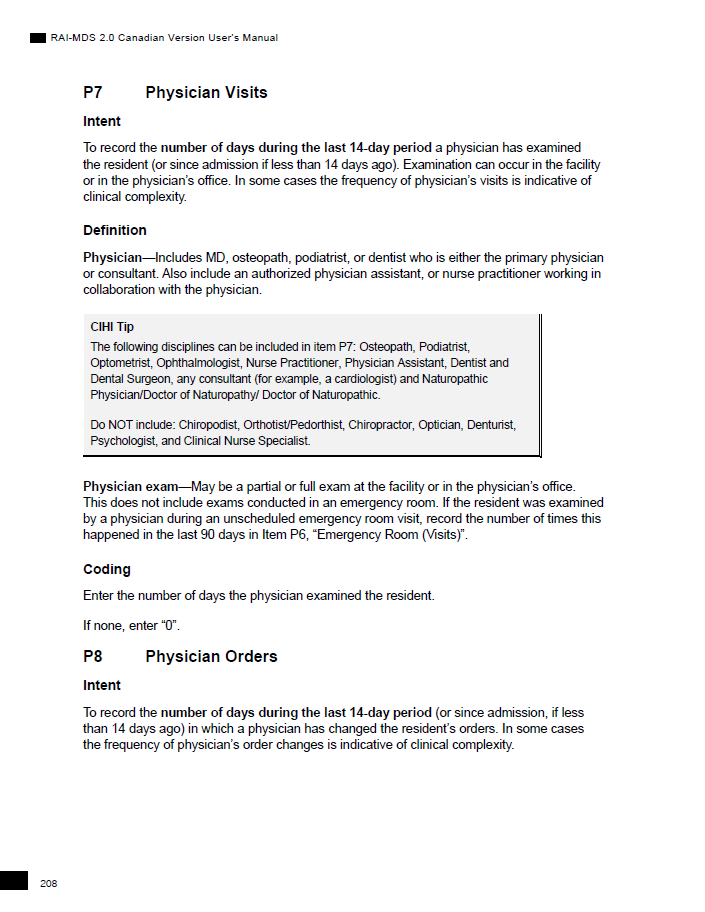 RAI-MDS 2.0 Canadian Version User's Manual
P7 Physician Visits
Intent
To record the number of days during the last 14-day period a physician has examined
the resident (or since admission if less than 14 days ago). Examination can occur in the facility
or in the physician's office. In some cases the frequency of physician's visits is indicative of
clinical complexity.
Definition
Physician—Includes MD, osteopath, podiatrist, or dentist who is either the primary physician
or consultant. Also include an authorized physician assistant, or nurse practitioner working in
collaboration with the physician.
CIHI Tip
The following disciplines can be included in item P7: Osteopath, Podiatrist,
Optometrist, Ophthalmologist, Nurse Practitioner, Physician Assistant, Dentist and
Dental Surgeon, any consultant (for example, a cardiologist) and Naturopathic
Physician/Doctor of Naturopathy/ Doctor of Naturopathic.
Do NOT include: Chiropodist, Orthotist/Pedorthist, Chiropractor, Optician, Denturist,
Psychologist, and Clinical Nurse Specialist.
Physician exam—May be a partial or full exam at the facility or in the physician's office.
This does not include exams conducted in an emergency room. If the resident was examined
by a physician during an unscheduled emergency room visit, record the number of times this
happened in the last 90 days in Item P6, “Emergency Room (Visits)”.
Coding
Enter the number of days the physician examined the resident.
If none, enter “0”.
P8 Physician Orders
Intent
To record the number of days during the last 14-day period (or since admission, if less
than 14 days ago) in which a physician has changed the resident's orders. In some cases
the frequency of physician's order changes is indicative of clinical complexity.
208